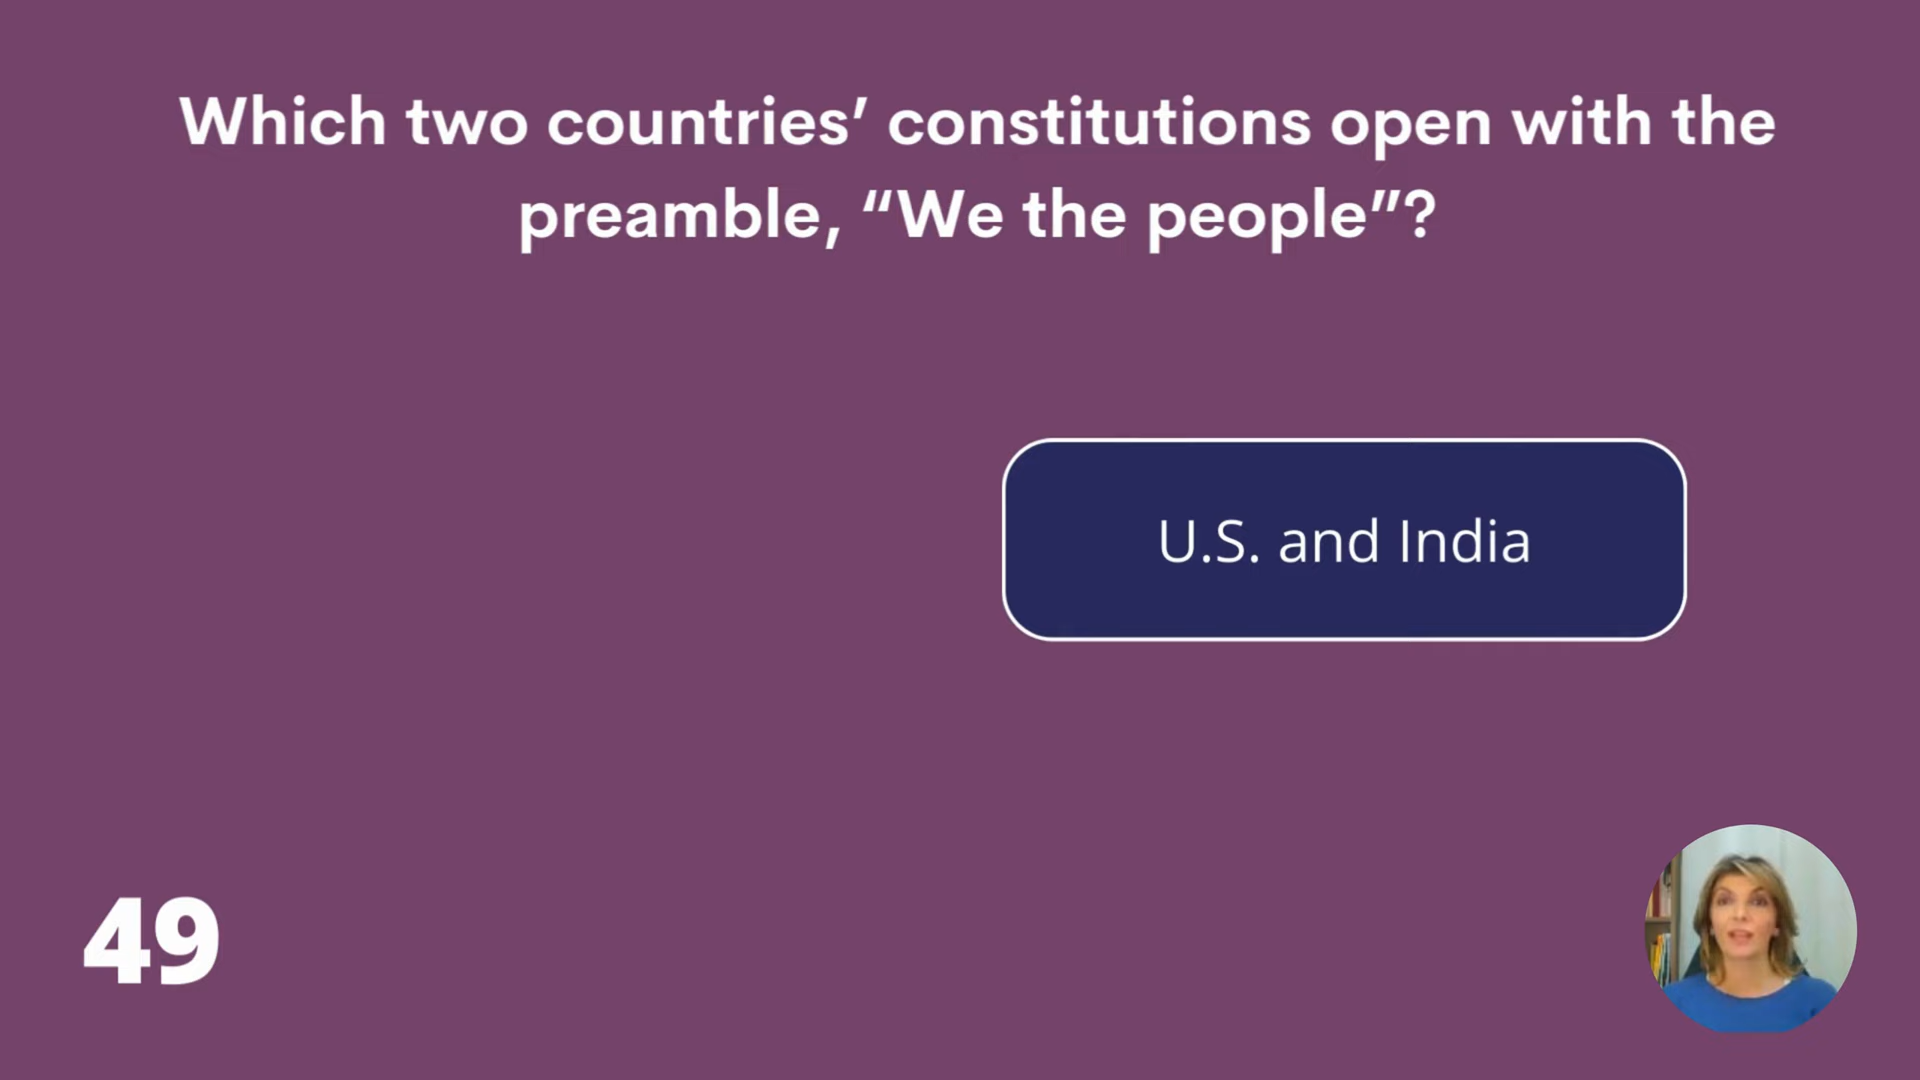 Which two countries’ constitutions open with the
preamble, “We the people”?
U.S. and India
49